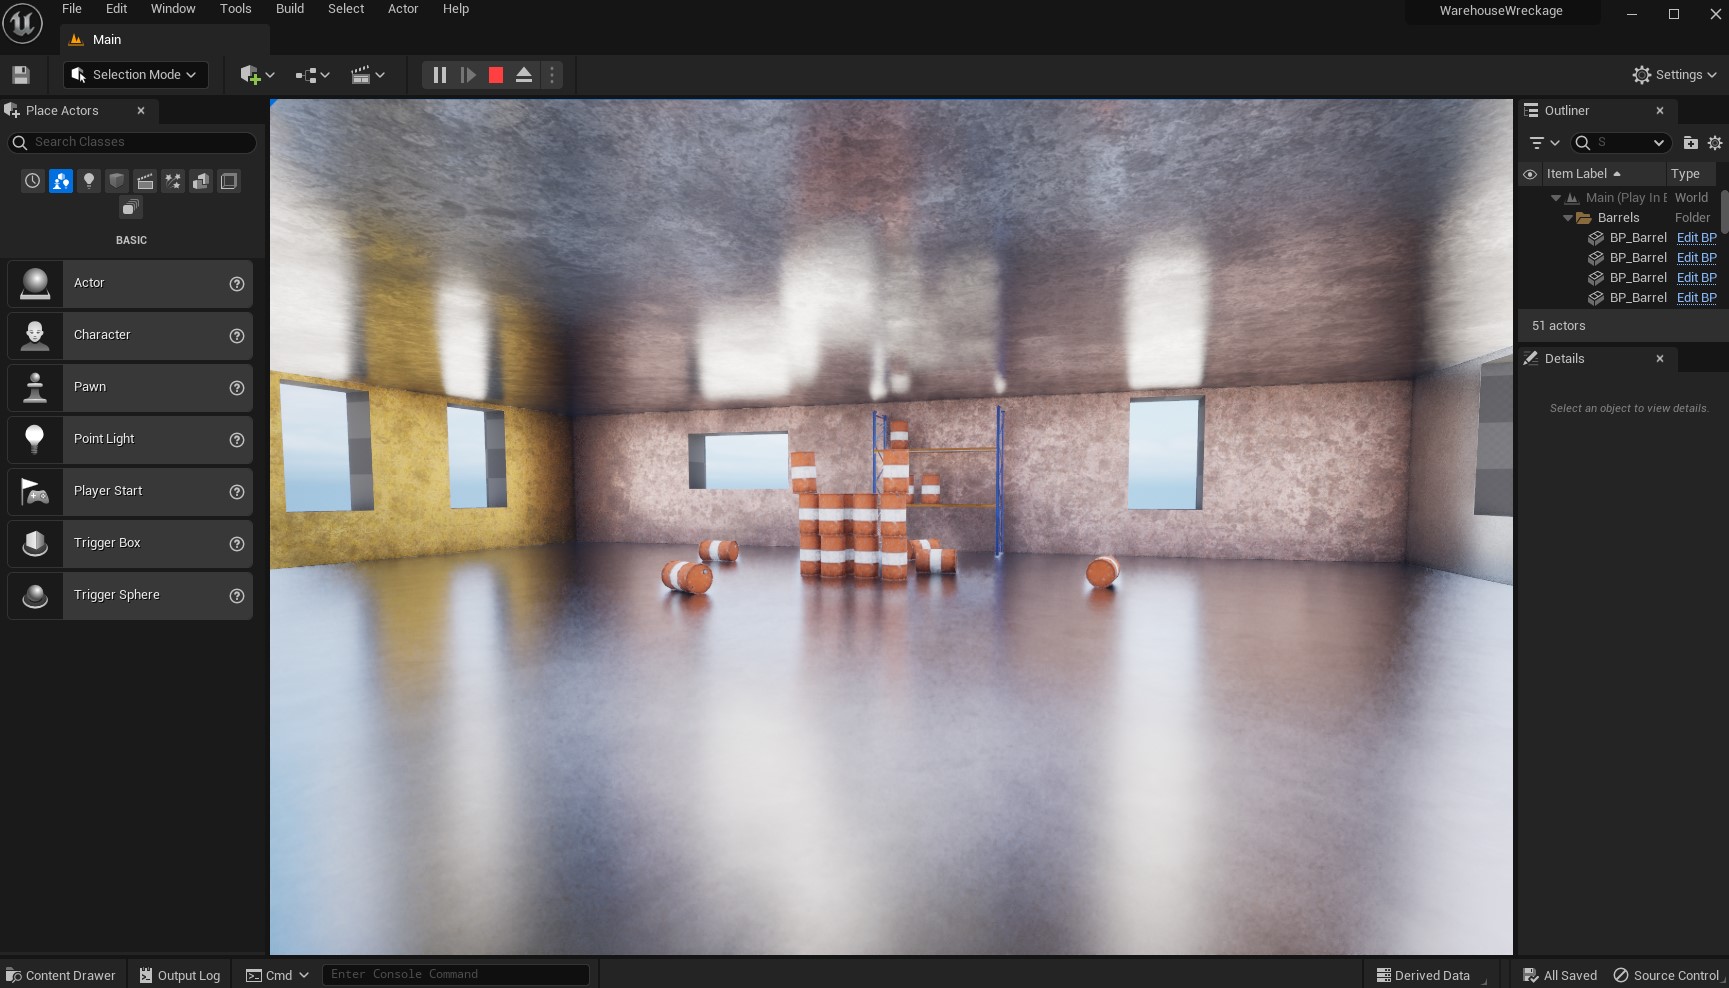 File Edit Window Tools Build Select Actor Help
WarehouseWreckage
Main
Selection Mode
Settings
Place Actors
Search Classes
BASIC
Actor
Character
Pawn
Point Light
Player Start
Trigger Box
Trigger Sphere
Outliner
S
Item Label Type
Main (Play In E World
Barrels Folder
BP_Barrel Edit BP
BP_Barrel Edit BP
BP_Barrel Edit BP
BP_Barrel Edit BP
51 actors
Details
Select an object to view details.
Content Drawer Output Log Cmd Enter Console Command Derived Data All Saved Source Control